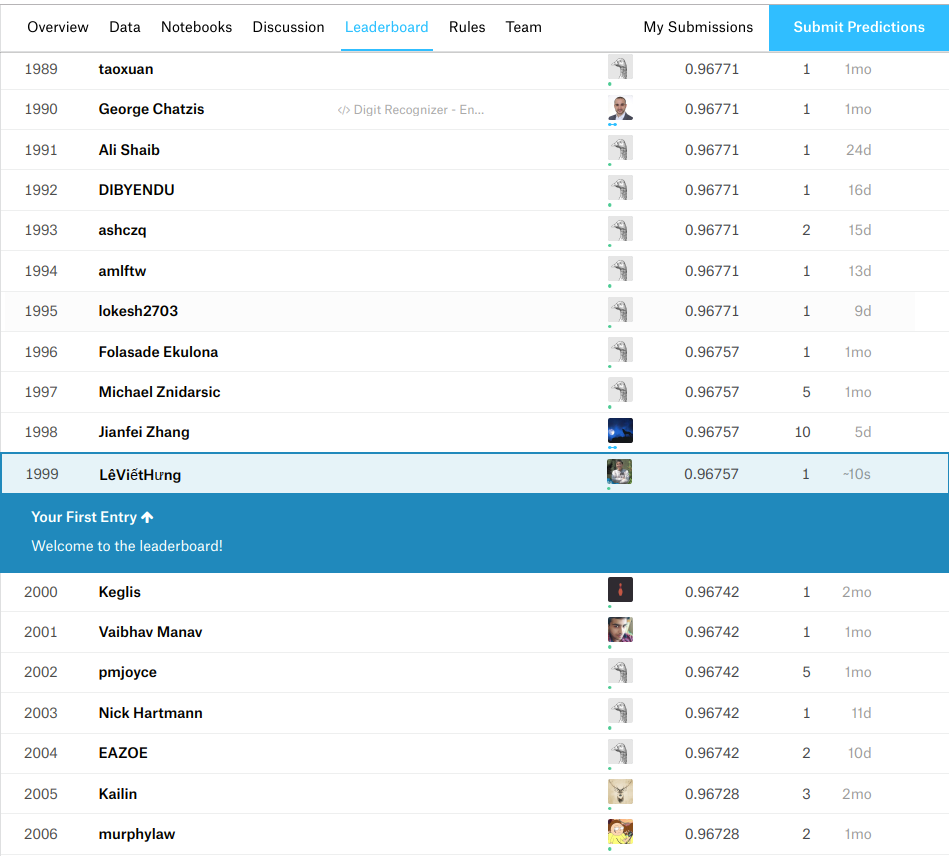 Overview Data Notebooks Discussion Leaderboard Rules Team My Submissions Submit Predictions
1989 taoxuan 0.96771 1 1mo
1990 George Chatzis </> Digit Recognizer - En... 0.96771 1 1mo
1991 Ali Shaib 0.96771 1 24d
1992 DIBYENDU 0.96771 1 16d
1993 ashczq 0.96771 2 15d
1994 amlftw 0.96771 1 13d
1995 lokesh2703 0.96771 1 9d
1996 Folasade Ekulona 0.96757 1 1mo
1997 Michael Znidarsic 0.96757 5 1mo
1998 Jianfei Zhang 0.96757 10 5d
1999 LêViếtHưng 0.96757 1 ~10s
Your First Entry
Welcome to the leaderboard!
2000 Keglis 0.96742 1 2mo
2001 Vaibhav Manav 0.96742 1 1mo
2002 pmjoyce 0.96742 5 1mo
2003 Nick Hartmann 0.96742 1 11d
2004 EAZOE 0.96742 2 10d
2005 Kailin 0.96728 3 2mo
2006 murphylaw 0.96728 2 1mo